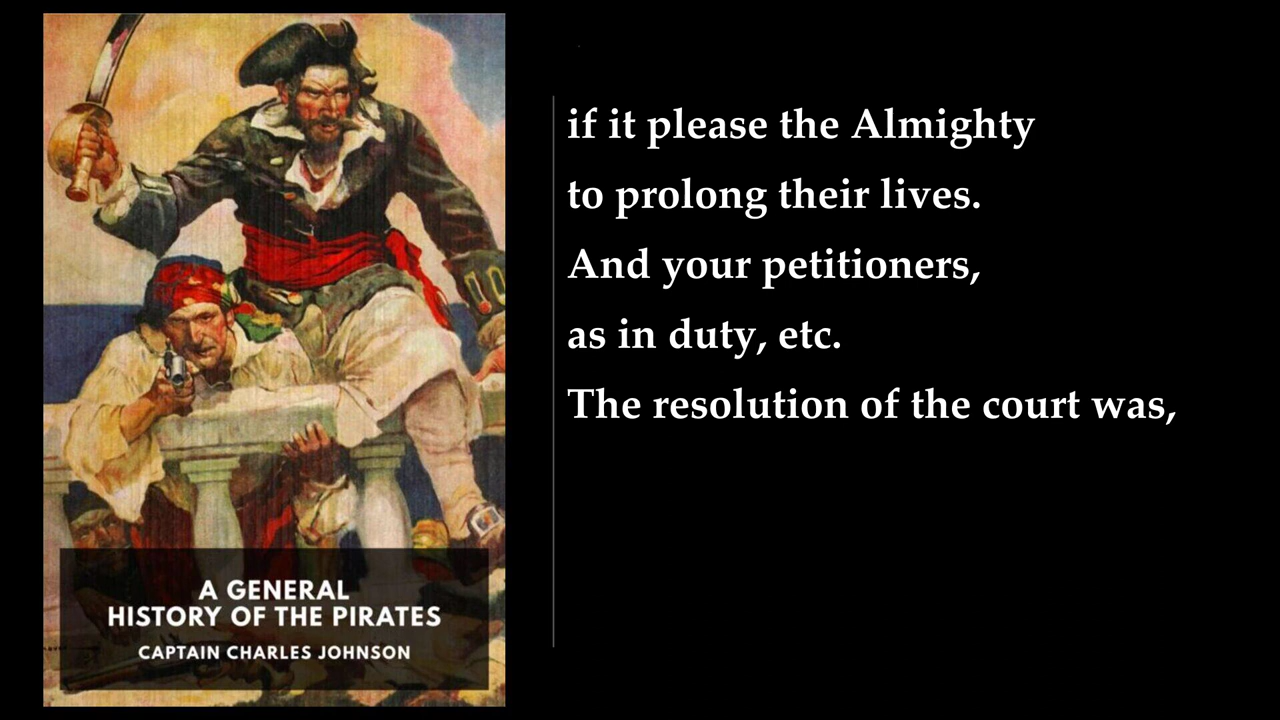 if it please the Almighty
to prolong their lives.
And your petitioners,
as in duty, etc.
The resolution of the court was,
A GENERAL
HISTORY OF THE PIRATES
CAPTAIN CHARLES JOHNSON